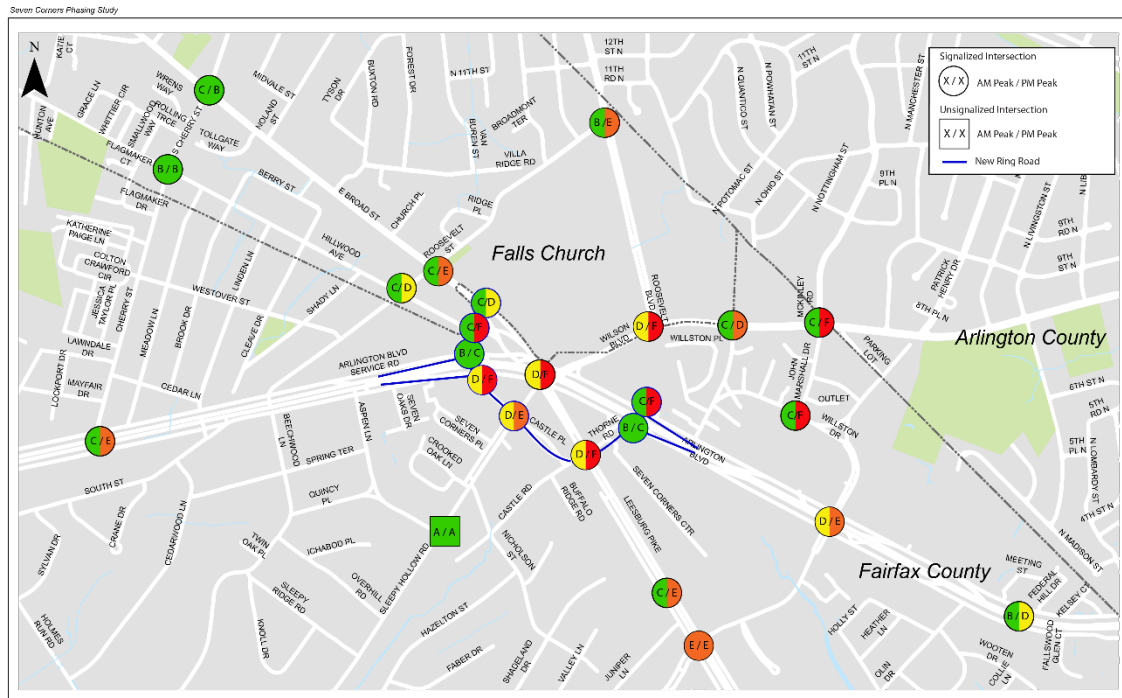 Seven Corners Phasing Study
N
Signalized Intersection
X / X
AM Peak / PM Peak
Unsignalized Intersection
X / X
AM Peak / PM Peak
New Ring Road
KATIE
CT
HUNTON
AVE
GRACE LN
WHITTIER CIR
SMALLWOOD
WAY
WRENS
WAY
ROLLING
TRCE
FLAGMAKER
CT
S CHERRY ST
TOLLGATE
WAY
C / B
MIDVALE ST
NOLAND
ST
TYSON
DR
BUXTON RD
FOREST DR
N 11TH ST
VAN
BUREN ST
BROADMONT
TER
VILLA
RIDGE RD
12TH
ST N
11TH
RD N
B / E
N QUANTICO ST
N POWHATAN ST
11TH
ST N
N MANCHESTER ST
B / B
FLAGMAKER
DR
BERRY ST
E BROAD ST
CHURCH PL
RIDGE
PL
N POTOMAC ST
N OHIO ST
N NOTTINGHAM ST
9TH
PL N
N LIVINGSTON ST
N LIB
9TH
RD N
9TH
ST N
KATHERINE
PAIGE LN
COLTON
CRAWFORD
CIR
JESSICA
TAYLOR PL
CHERRY ST
MEADOW LN
BROOK DR
LINDEN
LN
WESTOVER ST
CLEAVE DR
SHADY LN
HILLWOOD
AVE
ROOSEVELT
ST
Falls Church
C / E
C / D
C/D
C/F
B / C
D / F
ROOSEVELT
BLVD
WILSON
BLVD
D / F
WILLSTON PL
C / D
MCKINLEY
RD
C / F
PATRICK
HENRY DR
8TH PL N
Arlington County
PARKING
LOT
LAWNDALE
DR
LOCKPORT DR
MAYFAIR
DR
CEDAR LN
ARLINGTON BLVD
SERVICE RD
D/F
JOHN
MARSHALL DR
OUTLET
C/F
WILLSTON
DR
6TH ST N
5TH
RD N
5TH
PL N
N LOMBARDY ST
4TH ST N
N MADISON ST
C / E
BEECHWOOD
LN
SPRING TER
ASPEN LN
SEVEN
OAKS DR
SEVEN
CORNERS PL
CROOKED
OAK LN
D / E
CASTLE PL
D / F
THORNE
RD
C/F
B / C
ARLINGTON
BLVD
SOUTH ST
SYLVAN DR
CRANE DR
CEDARWOOD LN
QUINCY
PL
TWIN
OAK PL
ICHABOD PL
A / A
CASTLE RD
BUFFALO
RIDGE RD
NICHOLSON
ST
LEESBURG PIKE
SEVEN CORNERS CTR
D / E
Fairfax County
HOLMES
RUN RD
KNOLL DR
SLEEPY
RIDGE RD
OVERHILL
RD
SLEEPY HOLLOW RD
HAZELTON ST
FABER DR
SHAGELAND
DR
VALLEY LN
JUNIPER
LN
C / E
E / E
HOLLY ST
HEATHER
LN
OLIN
DR
MEETING
ST
FEDERAL
HILL DR
KELSEY CT
B / D
WOOTEN
DR
COLLIE
LN
FALLSWOOD
GLEN CT